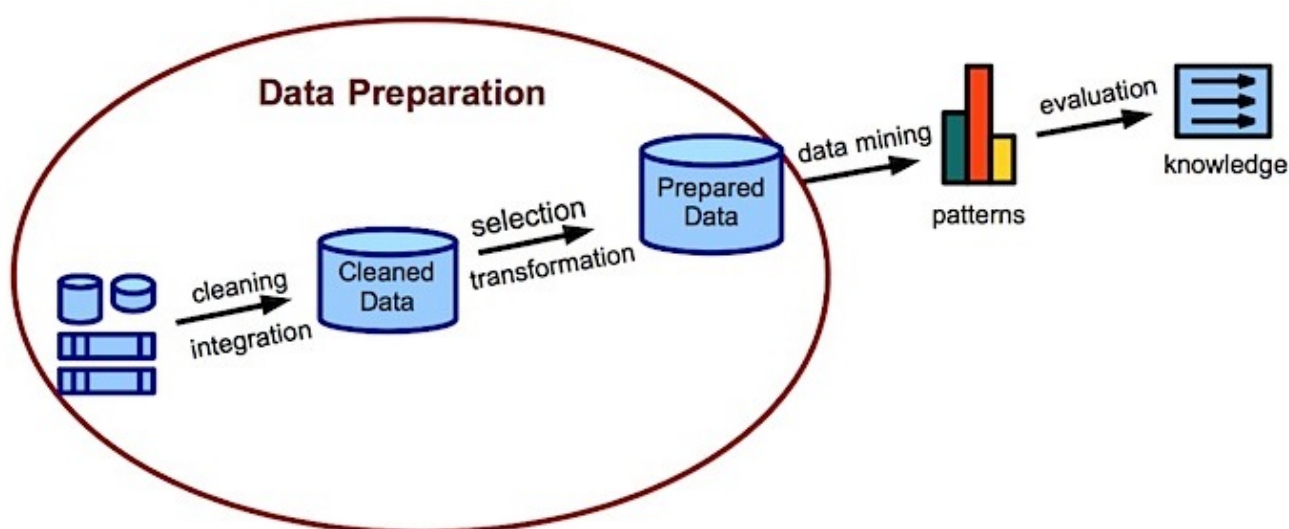 Data Preparation
cleaning
integration
Cleaned
Data
selection
transformation
Prepared
Data
data mining
patterns
evaluation
knowledge